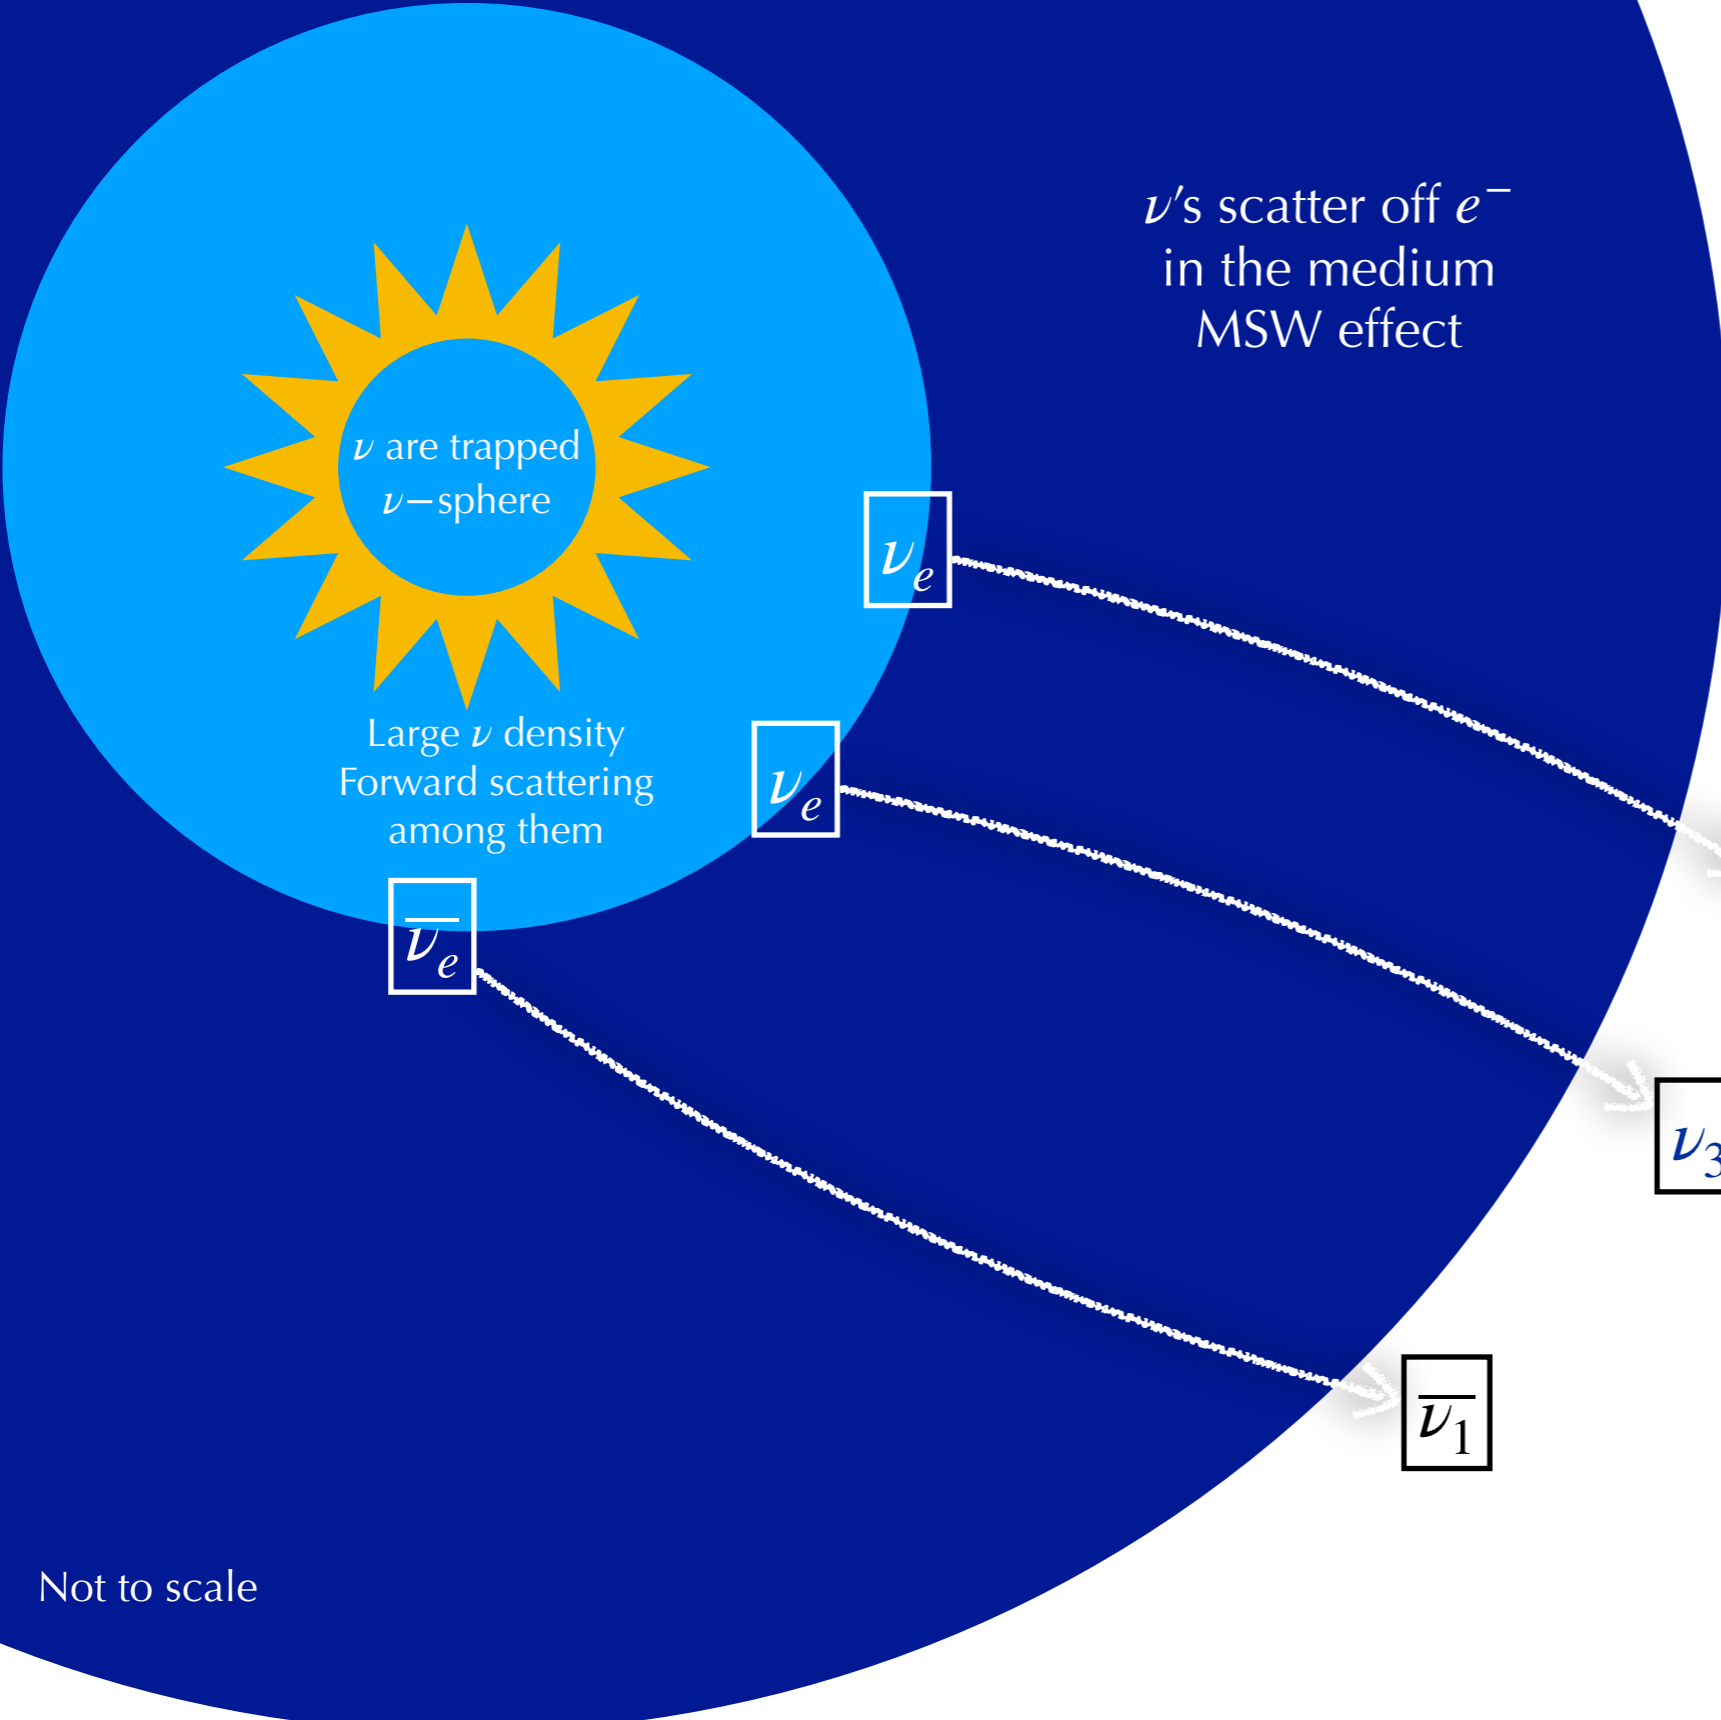 ν's scatter off e⁻
in the medium
MSW effect
ν are trapped
ν−sphere
νₑ
Large ν density
Forward scattering
among them
νₑ
ν̅ₑ
ν₃
ν̅₁
Not to scale